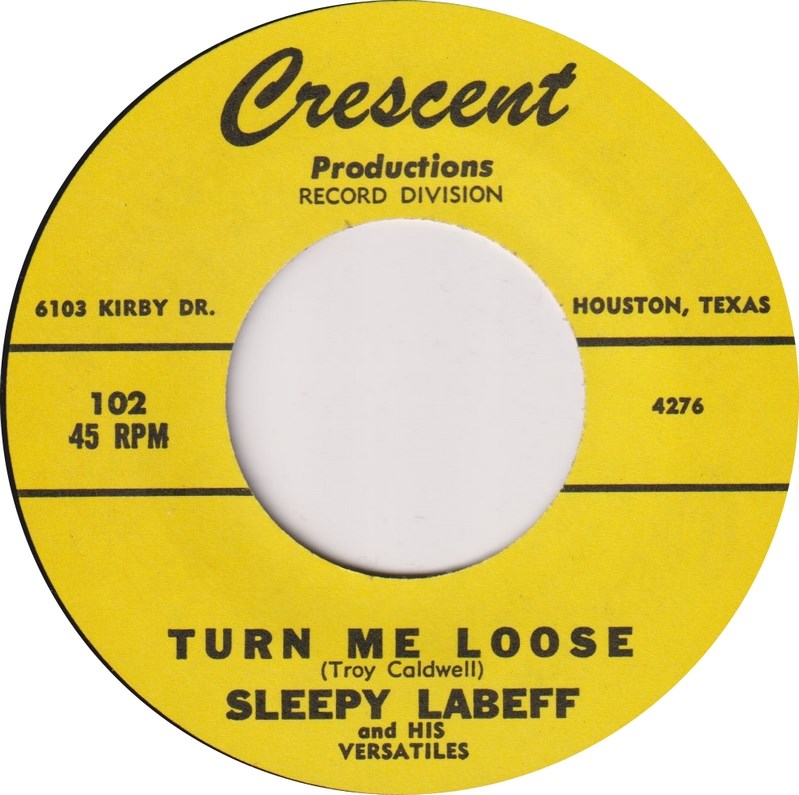 Crescent
Productions
RECORD DIVISION
6103 KIRBY DR.
HOUSTON, TEXAS
102
45 RPM
4276
TURN ME LOOSE
(Troy Caldwell)
SLEEPY LABEFF
and HIS
VERSATILES